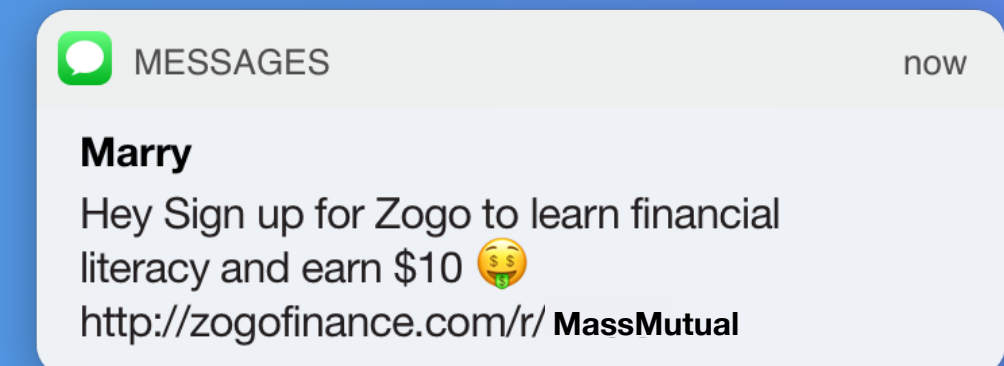 MESSAGES now
Marry
Hey Sign up for Zogo to learn financial
literacy and earn $10 🤑
http://zogofinance.com/r/ MassMutual